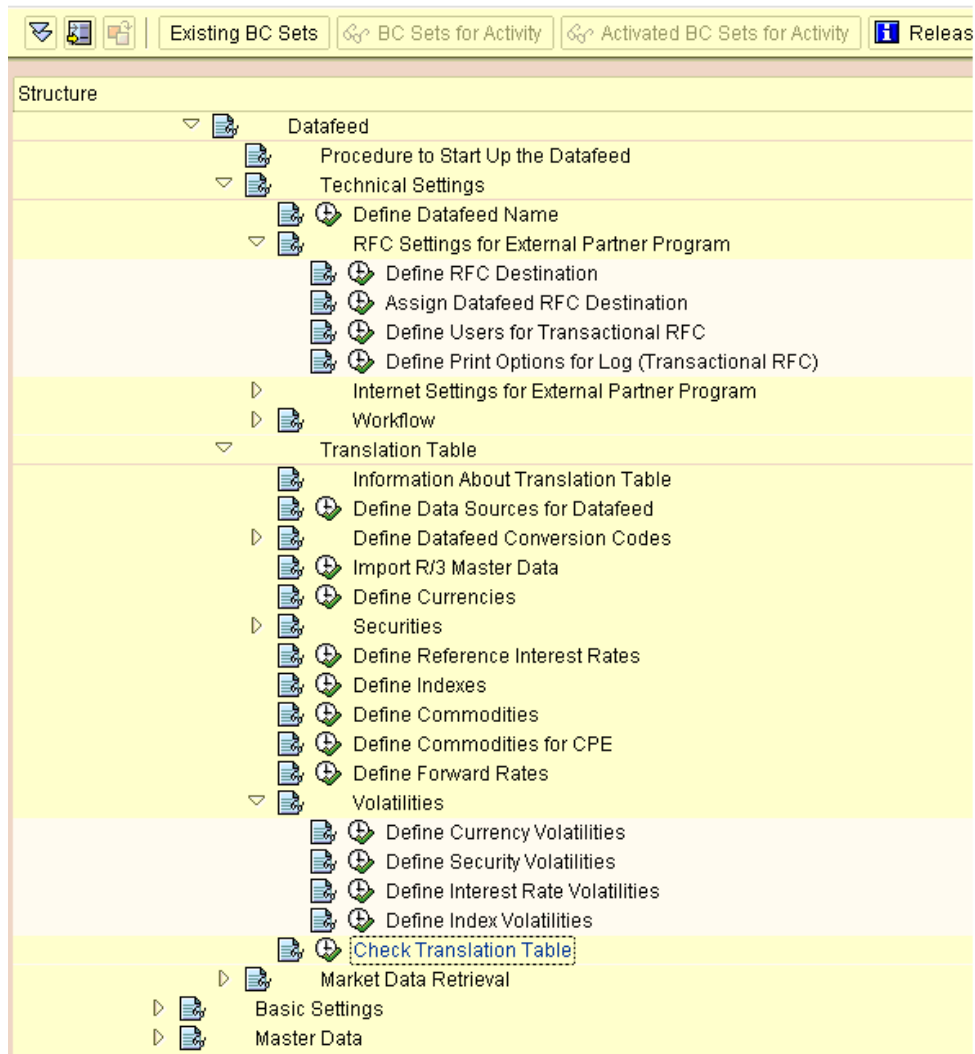 Existing BC Sets BC Sets for Activity Activated BC Sets for Activity Releas
Structure
Datafeed
Procedure to Start Up the Datafeed
Technical Settings
Define Datafeed Name
RFC Settings for External Partner Program
Define RFC Destination
Assign Datafeed RFC Destination
Define Users for Transactional RFC
Define Print Options for Log (Transactional RFC)
Internet Settings for External Partner Program
Workflow
Translation Table
Information About Translation Table
Define Data Sources for Datafeed
Define Datafeed Conversion Codes
Import R/3 Master Data
Define Currencies
Securities
Define Reference Interest Rates
Define Indexes
Define Commodities
Define Commodities for CPE
Define Forward Rates
Volatilities
Define Currency Volatilities
Define Security Volatilities
Define Interest Rate Volatilities
Define Index Volatilities
Check Translation Table
Market Data Retrieval
Basic Settings
Master Data